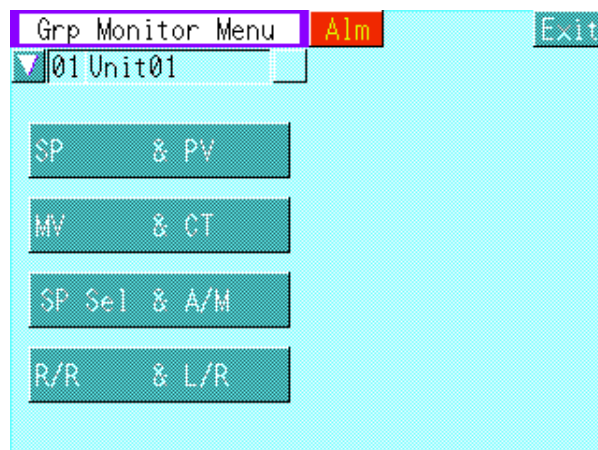 Grp Monitor Menu Alm Exit
01 Unit01
SP & PV
MV & CT
SP Sel & A/M
R/R & L/R